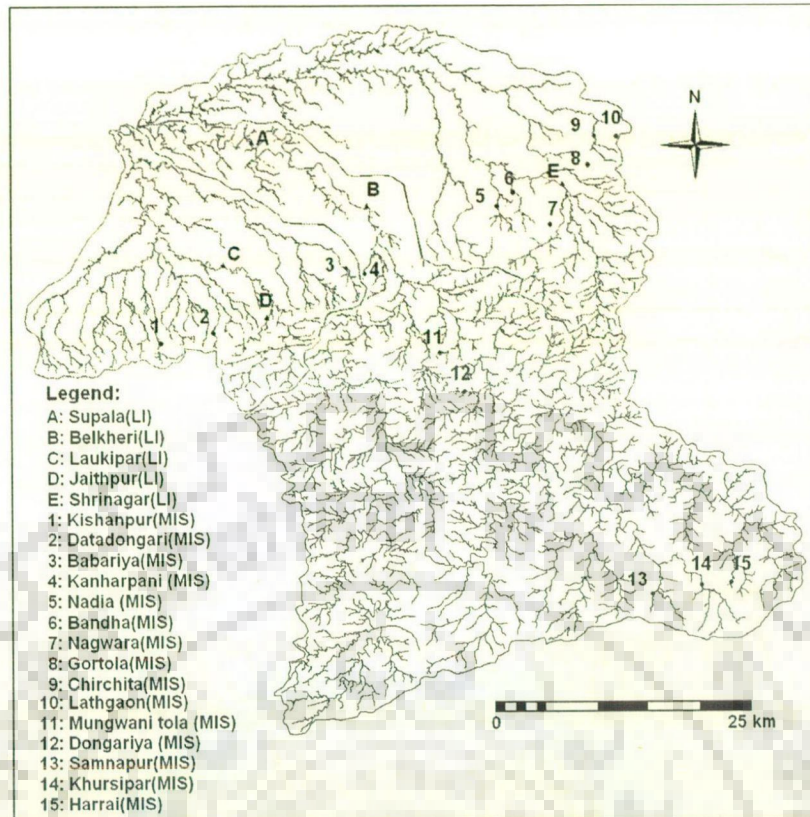 N
A
B
C
D
E
1
2
3
4
5
6
7
8
9
10
11
12
13
14
15
Legend:
A: Supala(LI)
B: Belkheri(LI)
C: Laukipar(LI)
D: Jaithpur(LI)
E: Shrinagar(LI)
1: Kishanpur(MIS)
2: Datadongari(MIS)
3: Babariya(MIS)
4: Kanharpani (MIS)
5: Nadia (MIS)
6: Bandha(MIS)
7: Nagwara(MIS)
8: Gortola(MIS)
9: Chirchita(MIS)
10: Lathgaon(MIS)
11: Mungwani tola (MIS)
12: Dongariya (MIS)
13: Samnapur(MIS)
14: Khursipar(MIS)
15: Harrai(MIS)
0 25 km